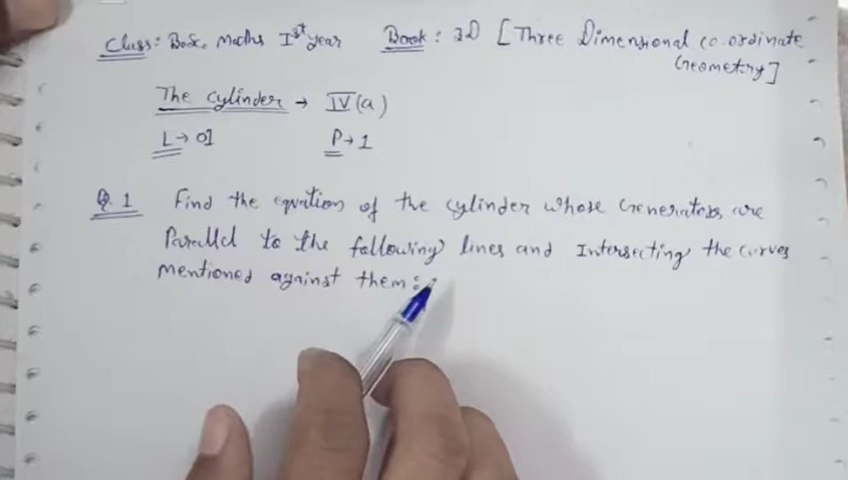 Class: B.Sc. Maths Ist year Book: 3D [Three Dimensional co.ordinate
Geometry]
The cylinder → IV(a)
L→ 01 P→ 1
Q.1 Find the equation of the cylinder whose Generators are
Parallel to the following lines and Intersecting the curves
mentioned against them: